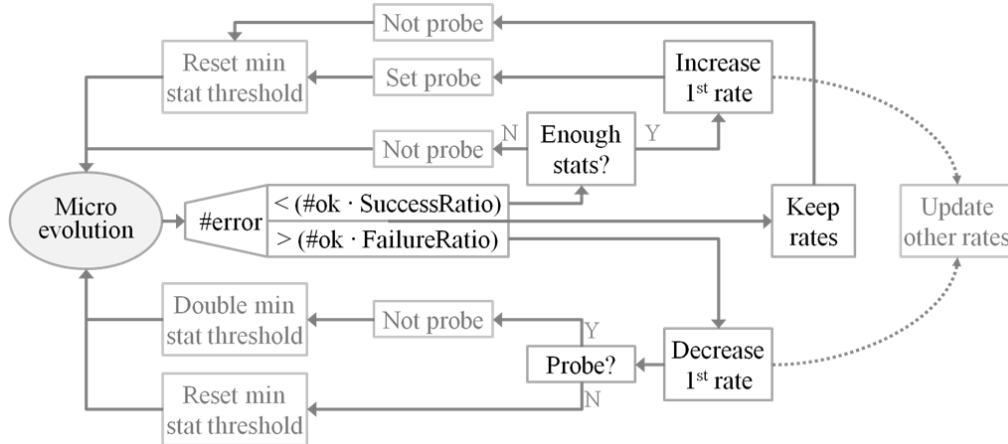 Not probe
Reset min
stat threshold
Set probe
Increase
1st rate
Not probe
N
Enough
stats?
Y
Micro
evolution
#error
< (#ok · SuccessRatio)
> (#ok · FailureRatio)
Keep
rates
Update
other rates
Double min
stat threshold
Not probe
Y
Probe?
N
Decrease
1st rate
Reset min
stat threshold